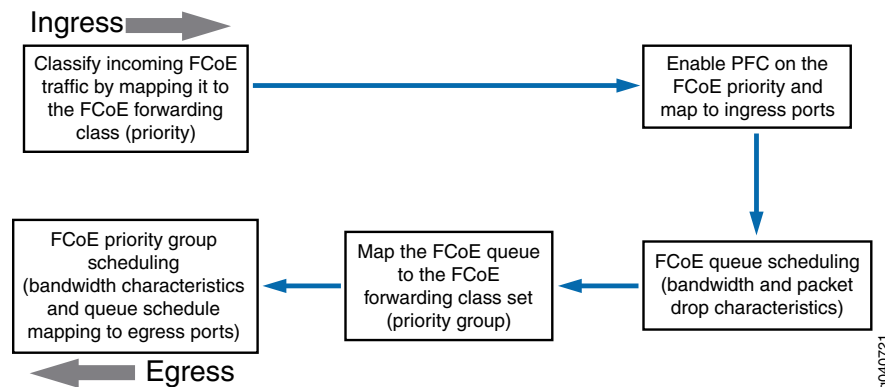 Ingress
Classify incoming FCoE
traffic by mapping it to
the FCoE forwarding
class (priority)
Enable PFC on the
FCoE priority and
map to ingress ports
FCoE queue scheduling
(bandwidth and packet
drop characteristics)
Map the FCoE queue
to the FCoE
forwarding class set
(priority group)
FCoE priority group
scheduling
(bandwidth characteristics
and queue schedule
mapping to egress ports)
Egress
g040721